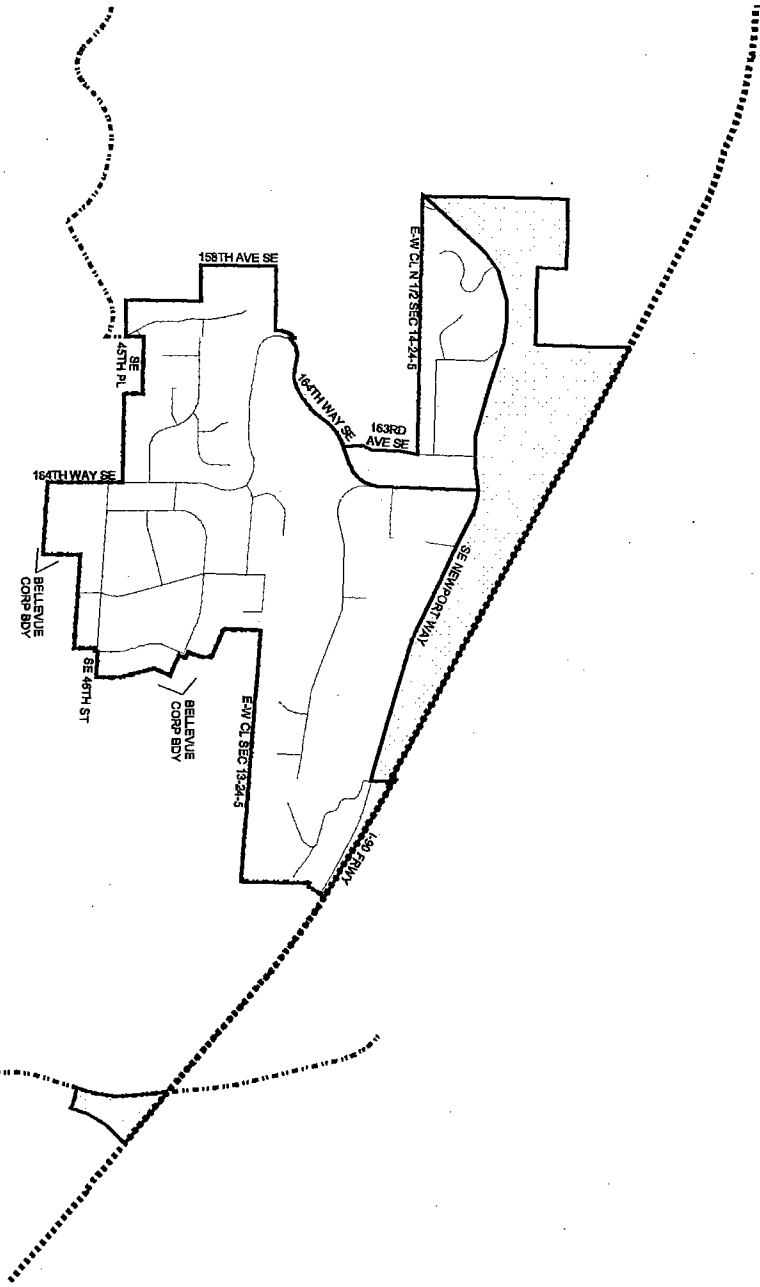 158TH AVE SE
E-W CL N 1/2 SEC 14-24-5
SE
45TH PL
164TH WAY SE
163RD
AVE SE
164TH WAY SE
SE NEWPORT WAY
BELLEVUE
CORP BDY
SE 46TH ST
BELLEVUE
CORP BDY
E-W CL SEC 13-24-5
I-90 FRWY